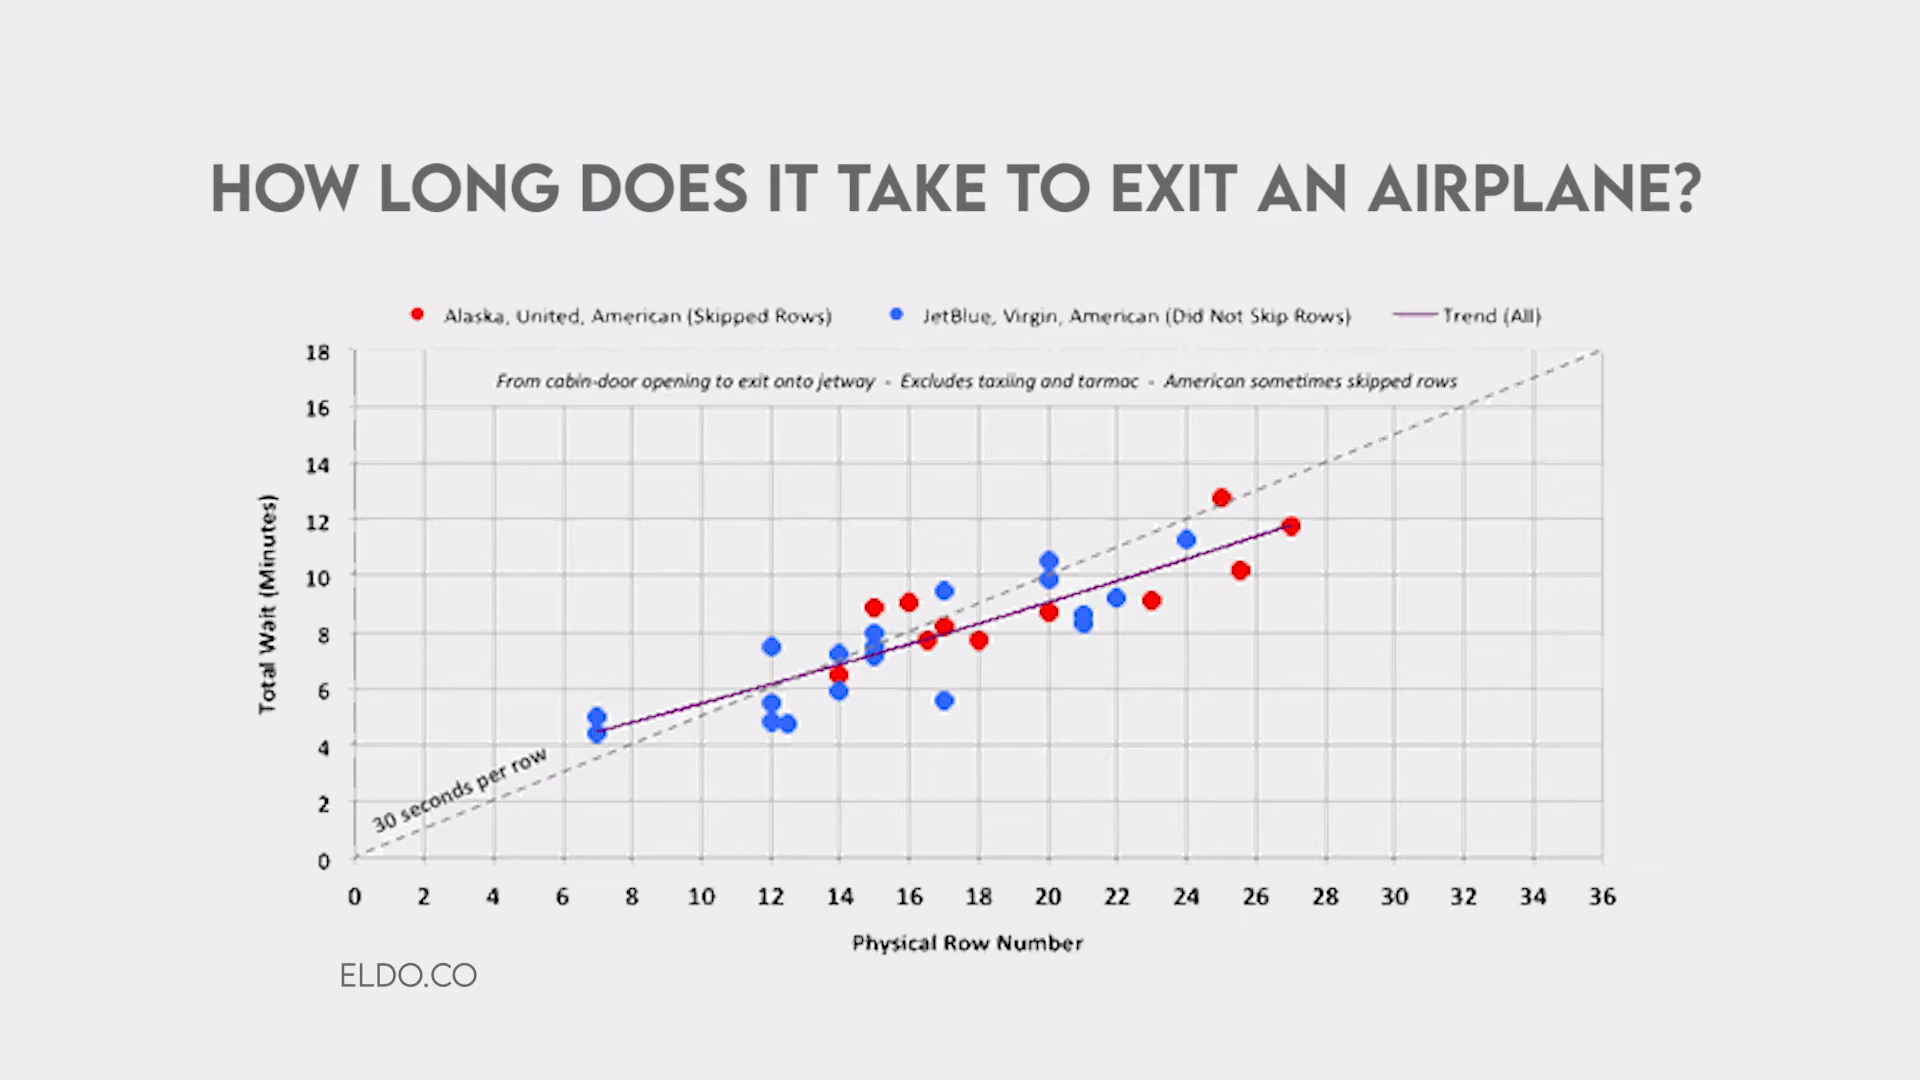 HOW LONG DOES IT TAKE TO EXIT AN AIRPLANE?
Alaska, United, American (Skipped Rows) JetBlue, Virgin, American (Did Not Skip Rows) Trend (All)
From cabin-door opening to exit onto jetway - Excludes taxiing and tarmac - American sometimes skipped rows
18
16
14
12
10
8
6
4
2
0
Total Wait (Minutes)
30 seconds per row
0 2 4 6 8 10 12 14 16 18 20 22 24 26 28 30 32 34 36
Physical Row Number
ELDO.CO